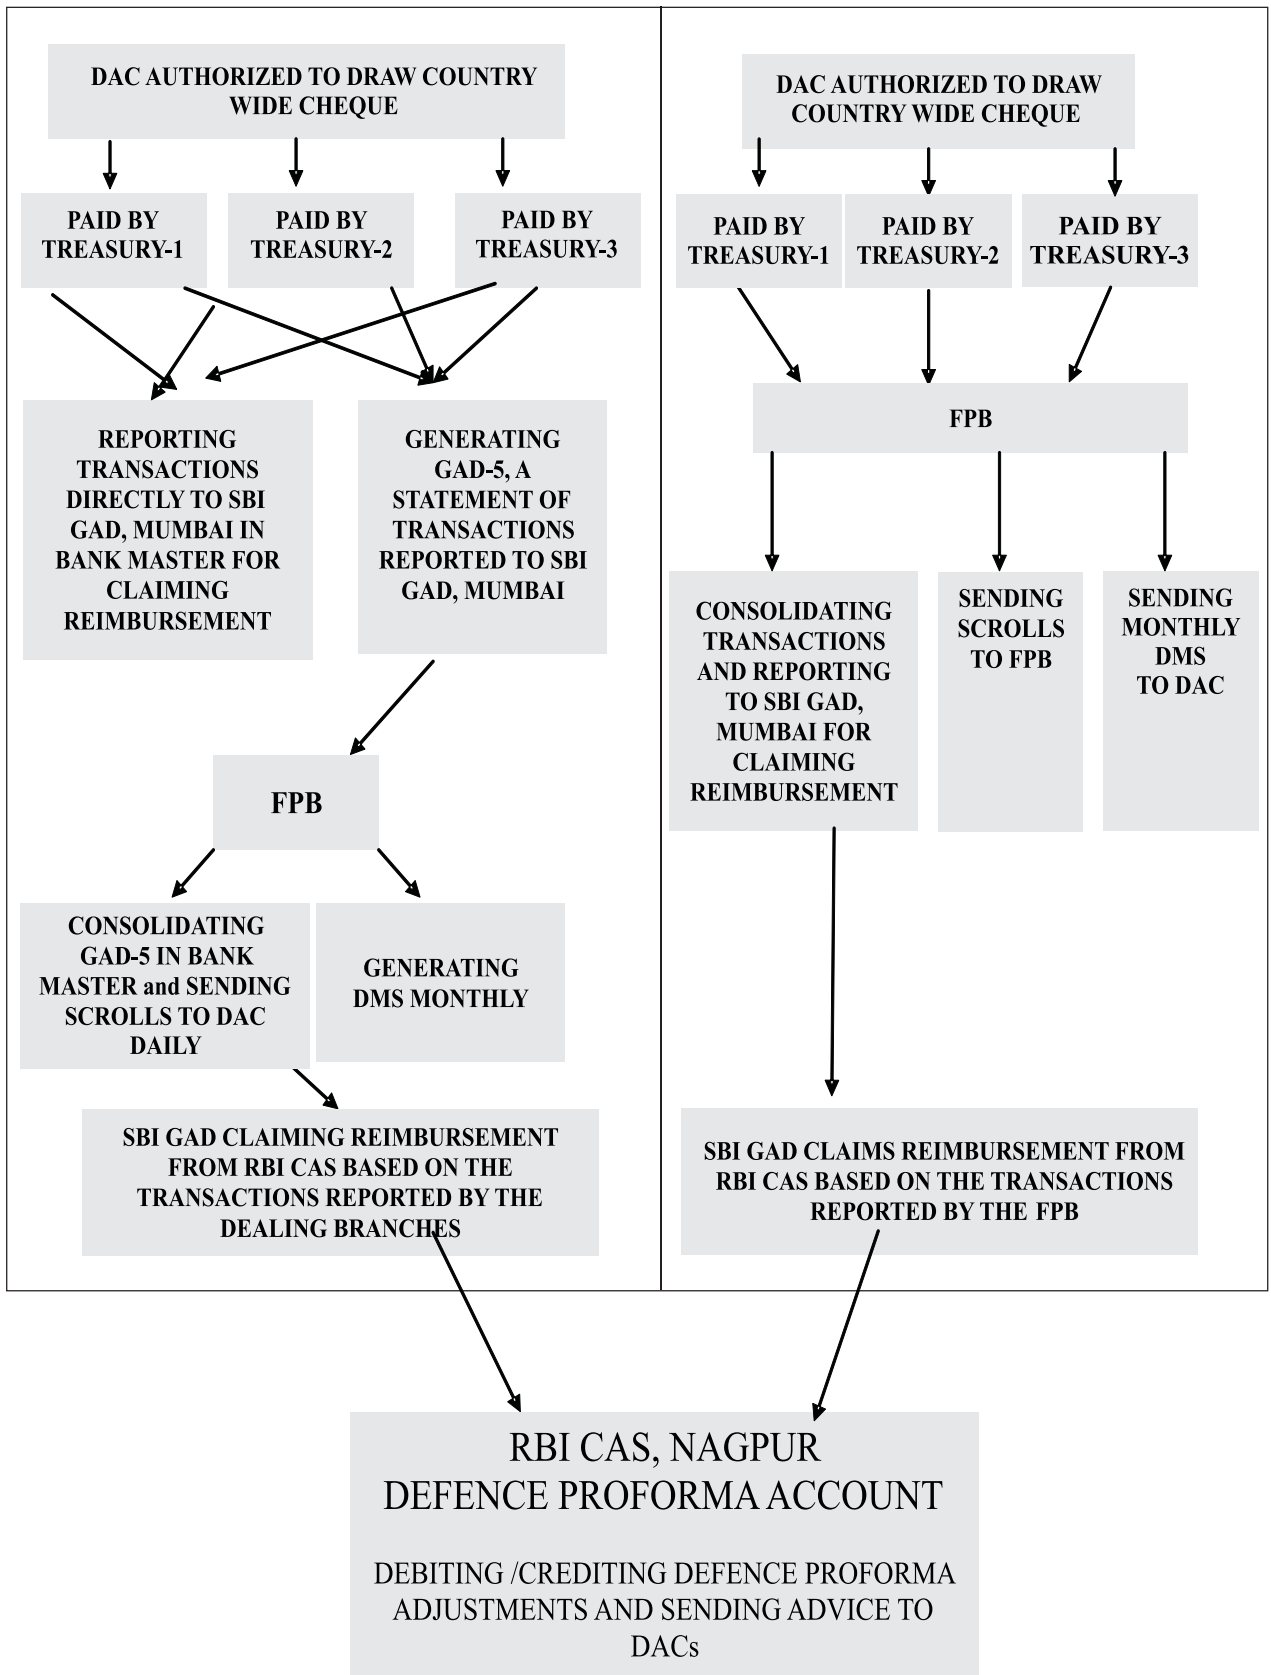 DAC AUTHORIZED TO DRAW COUNTRY
WIDE CHEQUE
PAID BY
TREASURY-1
PAID BY
TREASURY-2
PAID BY
TREASURY-3
REPORTING
TRANSACTIONS
DIRECTLY TO SBI
GAD, MUMBAI IN
BANK MASTER FOR
CLAIMING
REIMBURSEMENT
GENERATING
GAD-5, A
STATEMENT OF
TRANSACTIONS
REPORTED TO SBI
GAD, MUMBAI
FPB
CONSOLIDATING
GAD-5 IN BANK
MASTER and SENDING
SCROLLS TO DAC
DAILY
GENERATING
DMS MONTHLY
SBI GAD CLAIMING REIMBURSEMENT
FROM RBI CAS BASED ON THE
TRANSACTIONS REPORTED BY THE
DEALING BRANCHES
DAC AUTHORIZED TO DRAW
COUNTRY WIDE CHEQUE
PAID BY
TREASURY-1
PAID BY
TREASURY-2
PAID BY
TREASURY-3
FPB
CONSOLIDATING
TRANSACTIONS
AND REPORTING
TO SBI GAD,
MUMBAI FOR
CLAIMING
REIMBURSEMENT
SENDING
SCROLLS
TO FPB
SENDING
MONTHLY
DMS
TO DAC
SBI GAD CLAIMS REIMBURSEMENT FROM
RBI CAS BASED ON THE TRANSACTIONS
REPORTED BY THE FPB
RBI CAS, NAGPUR
DEFENCE PROFORMA ACCOUNT
DEBITING /CREDITING DEFENCE PROFORMA
ADJUSTMENTS AND SENDING ADVICE TO
DACs